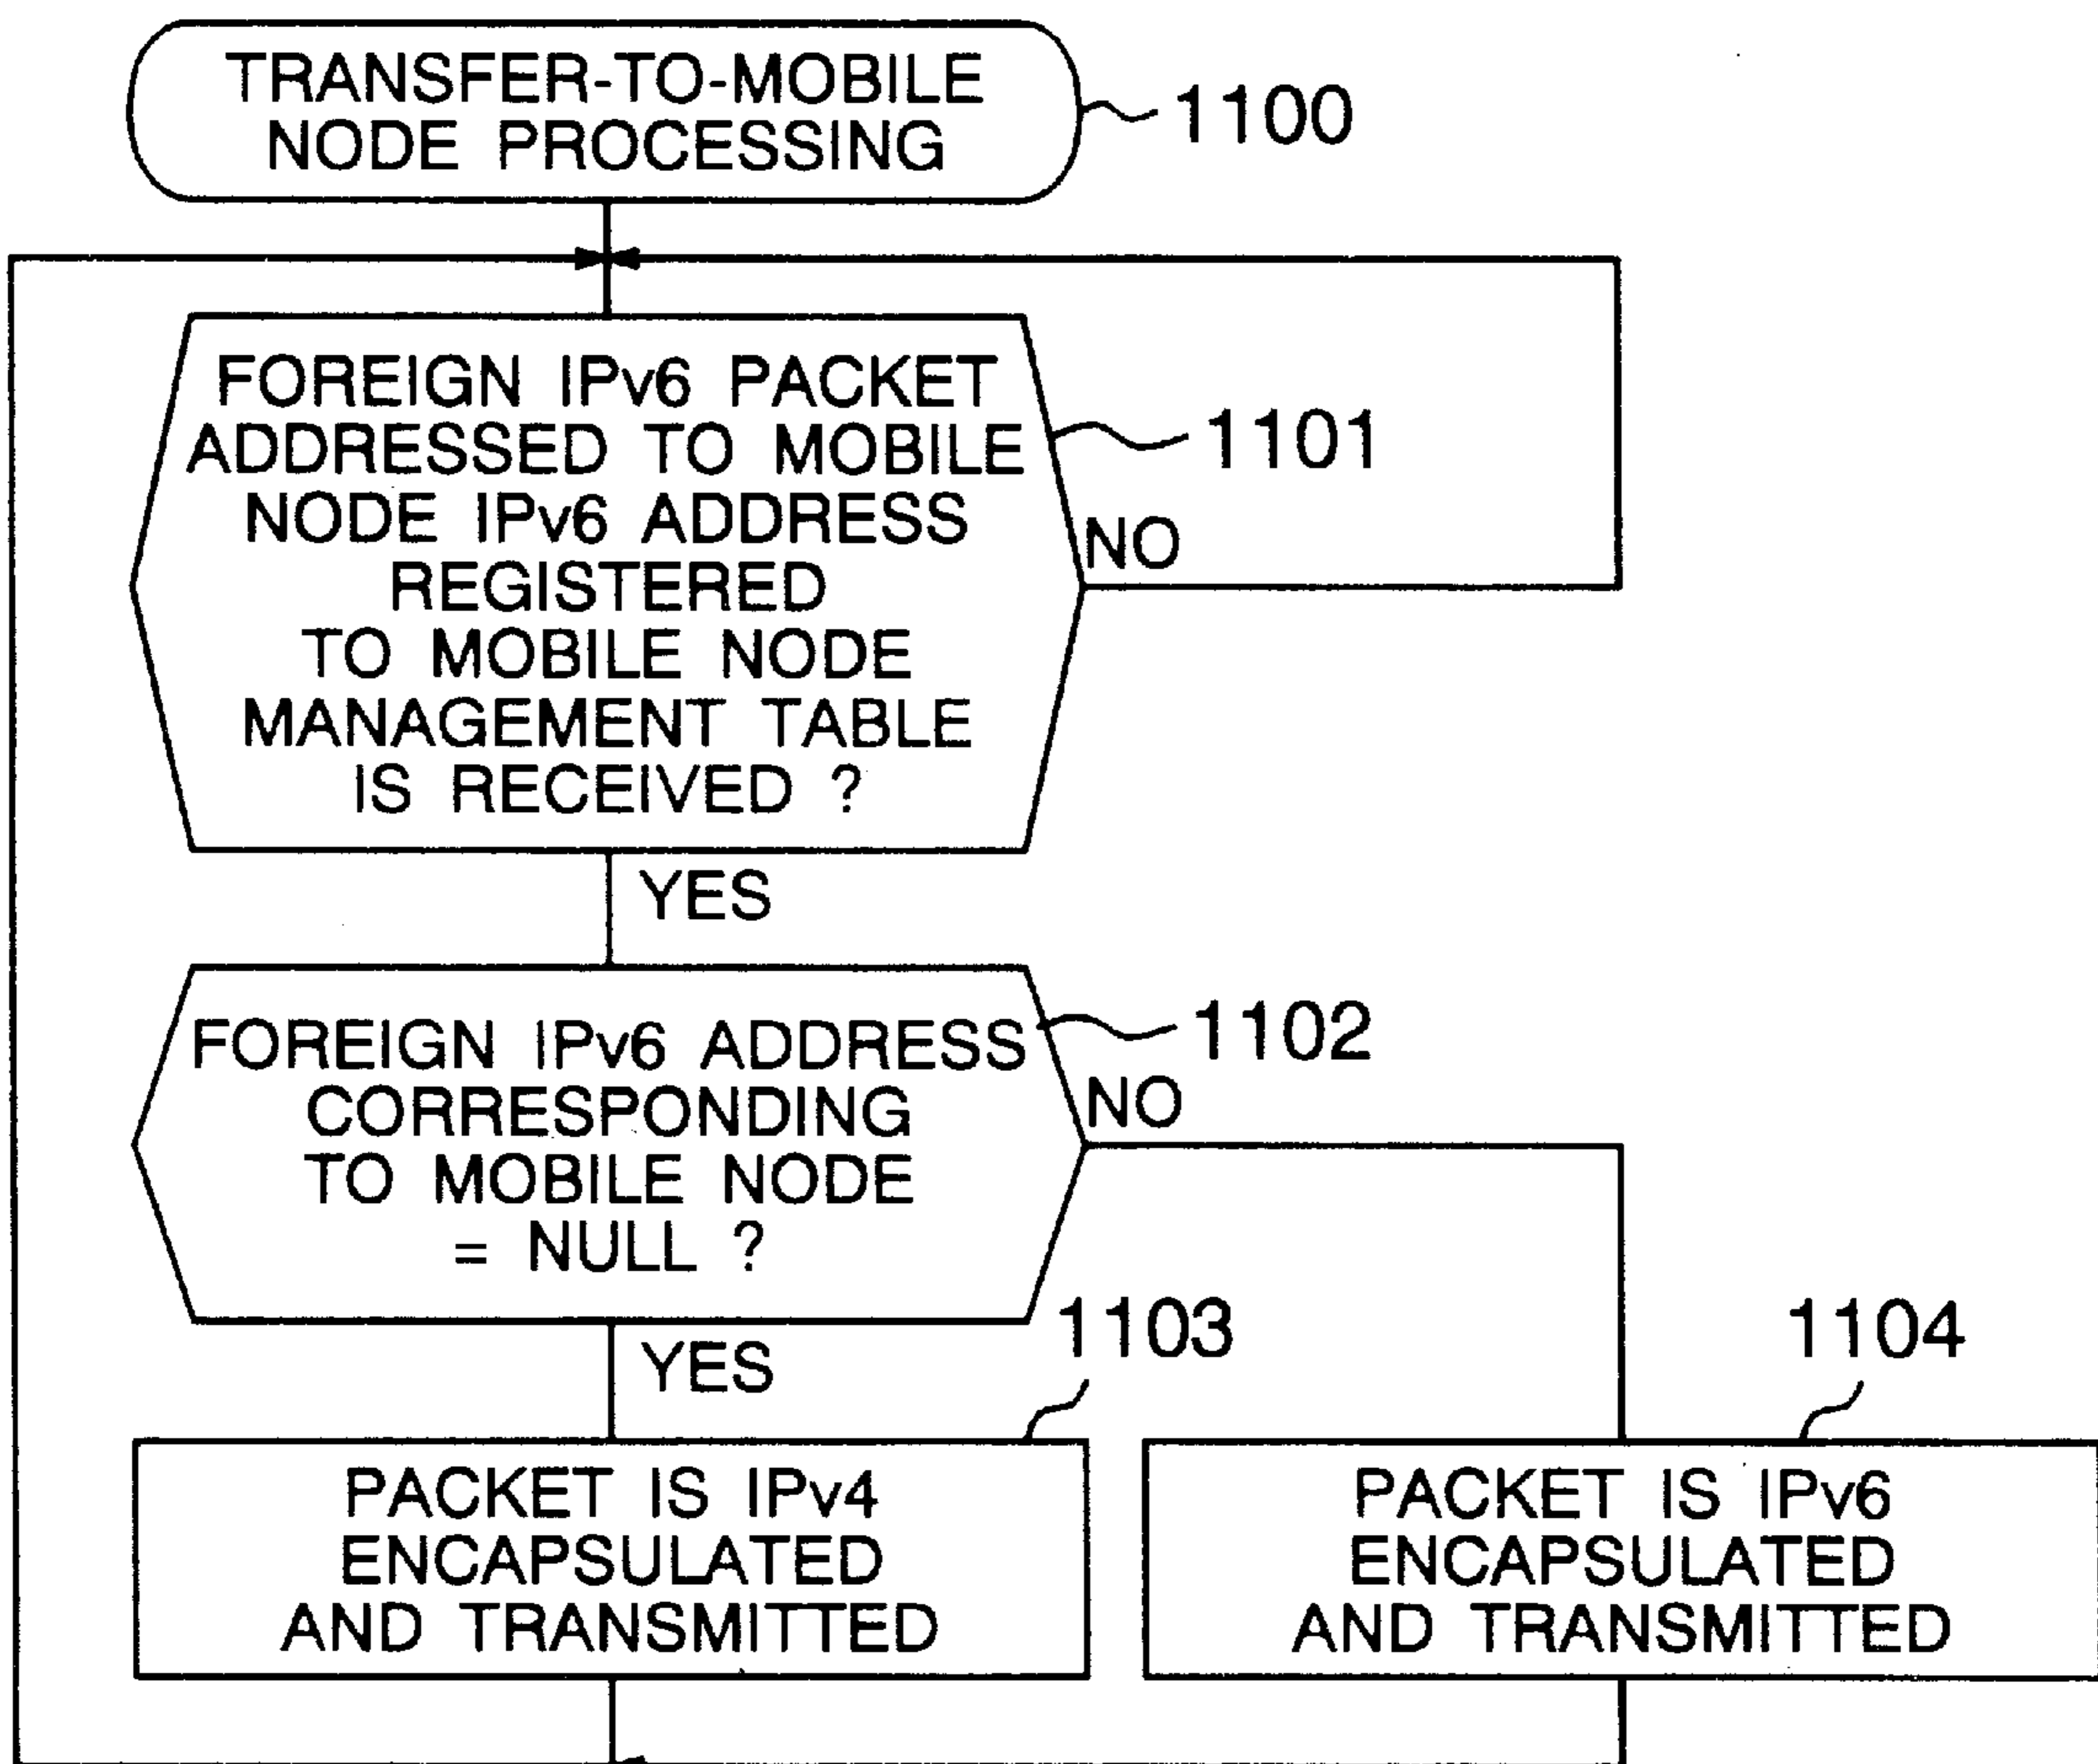 TRANSFER-TO-MOBILE
NODE PROCESSING
1100
FOREIGN IPv6 PACKET
ADDRESSED TO MOBILE
NODE IPv6 ADDRESS
REGISTERED
TO MOBILE NODE
MANAGEMENT TABLE
IS RECEIVED ?
1101
NO
YES
FOREIGN IPv6 ADDRESS
CORRESPONDING
TO MOBILE NODE
= NULL ?
1102
NO
YES
1103
PACKET IS IPv4
ENCAPSULATED
AND TRANSMITTED
1104
PACKET IS IPv6
ENCAPSULATED
AND TRANSMITTED